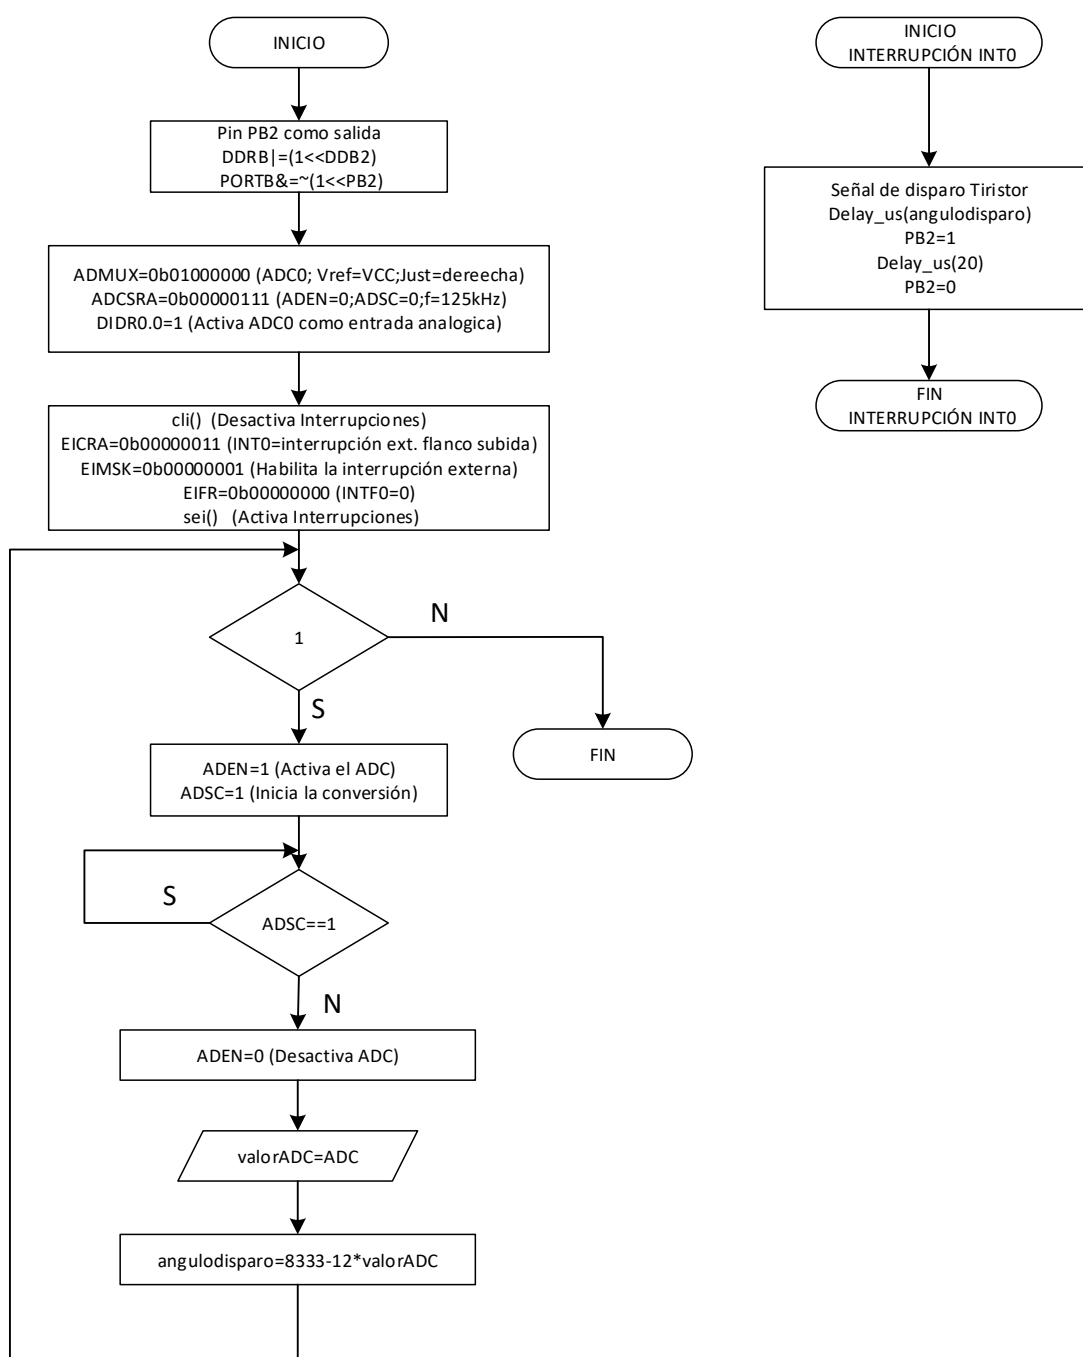 INICIO
Pin PB2 como salida
DDRB|=(1<<DDB2)
PORTB&=~(1<<PB2)
ADMUX=0b01000000 (ADC0; Vref=VCC;Just=dereecha)
ADCSRA=0b00000111 (ADEN=0;ADSC=0;f=125kHz)
DIDR0.0=1 (Activa ADC0 como entrada analogica)
cli() (Desactiva Interrupciones)
EICRA=0b00000011 (INT0=interrupción ext. flanco subida)
EIMSK=0b00000001 (Habilita la interrupción externa)
EIFR=0b00000000 (INTF0=0)
sei() (Activa Interrupciones)
1
N
S
FIN
ADEN=1 (Activa el ADC)
ADSC=1 (Inicia la conversión)
S
ADSC==1
N
ADEN=0 (Desactiva ADC)
valorADC=ADC
angulodisparo=8333-12*valorADC
INICIO
INTERRUPCIÓN INT0
Señal de disparo Tiristor
Delay_us(angulodisparo)
PB2=1
Delay_us(20)
PB2=0
FIN
INTERRUPCIÓN INT0